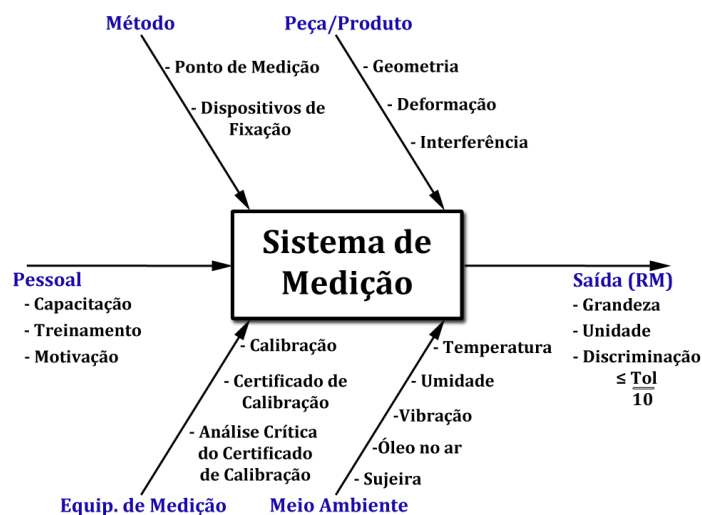 Método
- Ponto de Medição
- Dispositivos de
Fixação
Peça/Produto
- Geometria
- Deformação
- Interferência
Sistema de
Medição
Pessoal
- Capacitação
- Treinamento
- Motivação
Saída (RM)
- Grandeza
- Unidade
- Discriminação
≤ Tol
10
- Calibração
- Certificado de
Calibração
- Análise Crítica
do Certificado
de Calibração
Equip. de Medição
- Temperatura
- Umidade
-Vibração
-Óleo no ar
- Sujeira
Meio Ambiente